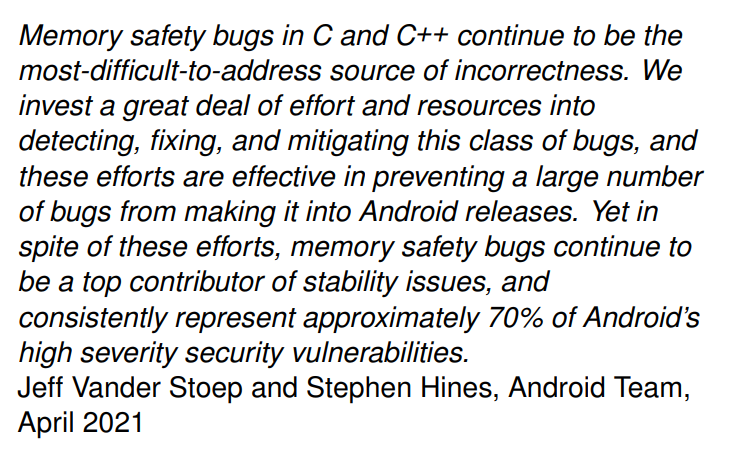 Memory safety bugs in C and C++ continue to be the
most-difficult-to-address source of incorrectness. We
invest a great deal of effort and resources into
detecting, fixing, and mitigating this class of bugs, and
these efforts are effective in preventing a large number
of bugs from making it into Android releases. Yet in
spite of these efforts, memory safety bugs continue to
be a top contributor of stability issues, and
consistently represent approximately 70% of Android’s
high severity security vulnerabilities.
Jeff Vander Stoep and Stephen Hines, Android Team,
April 2021